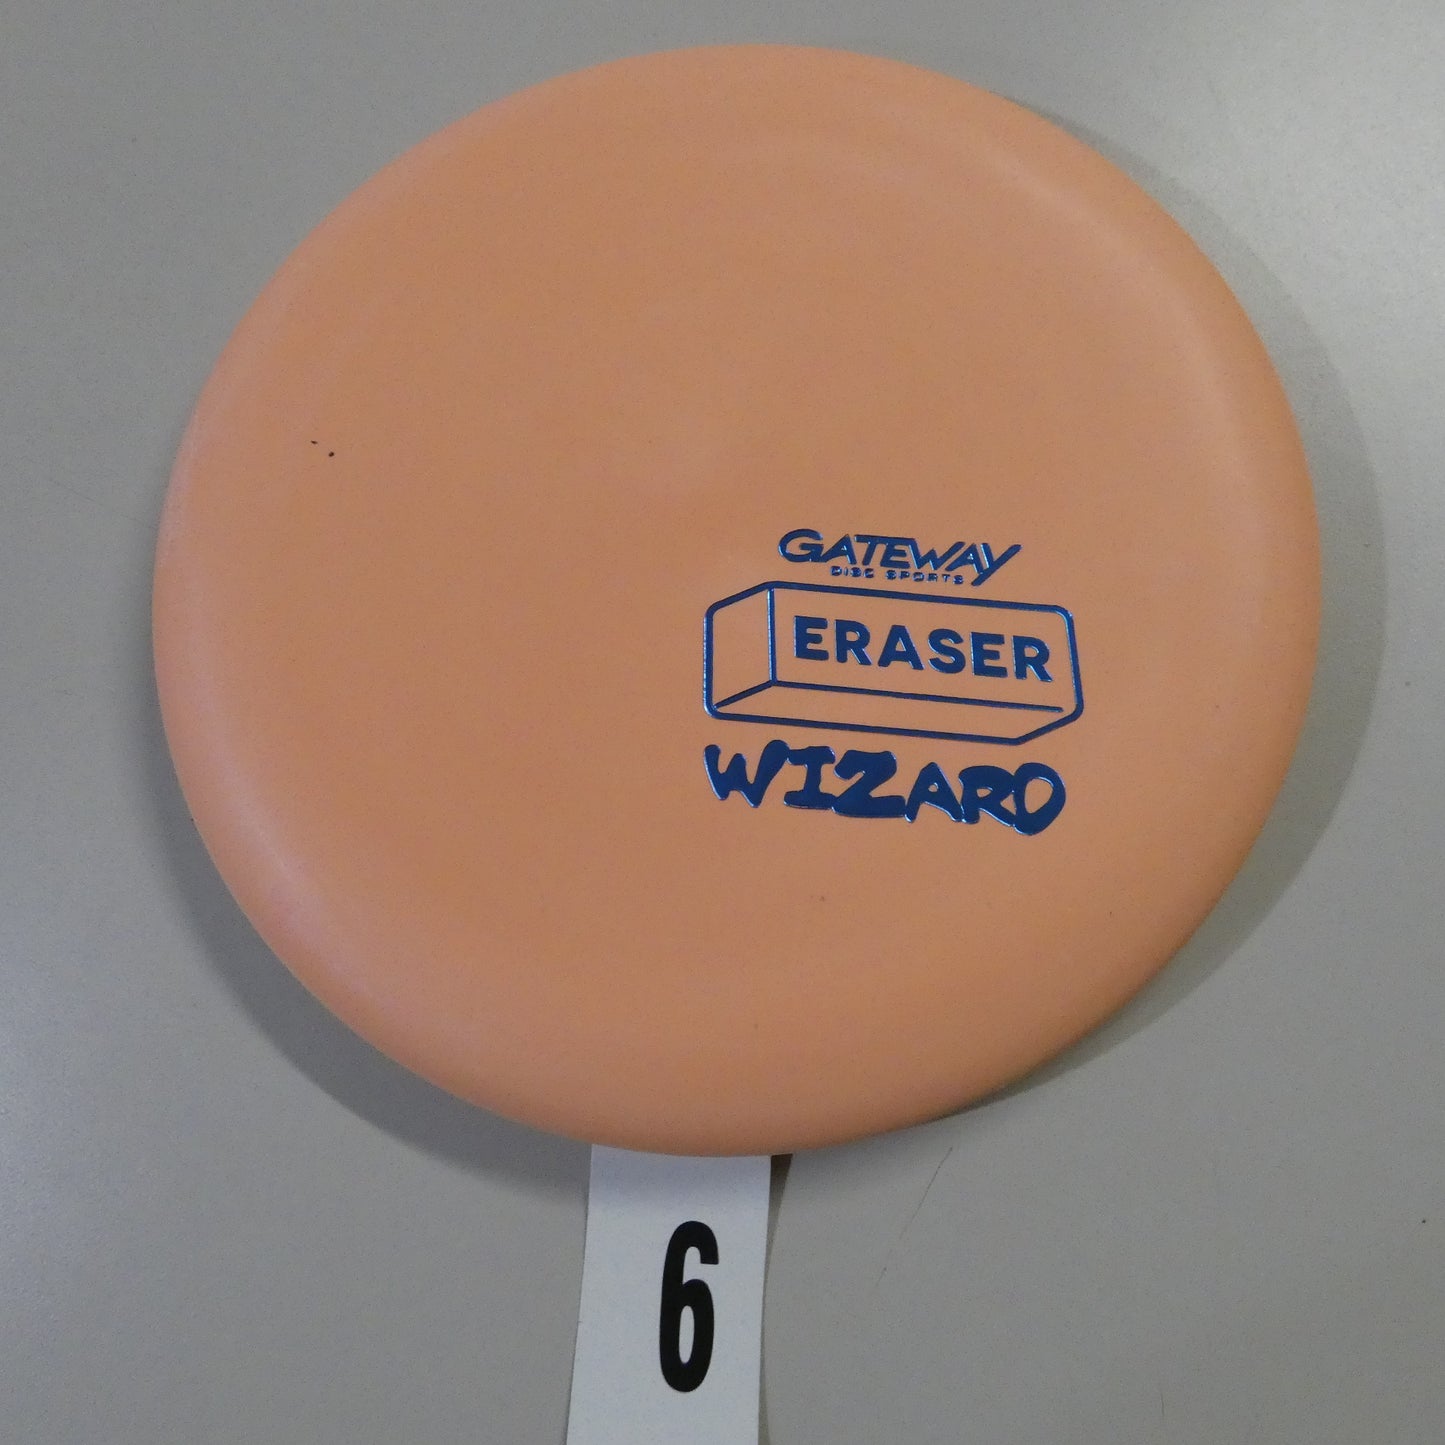 GATEWAY
DISC SPORTS
ERASER
WIZARD
6